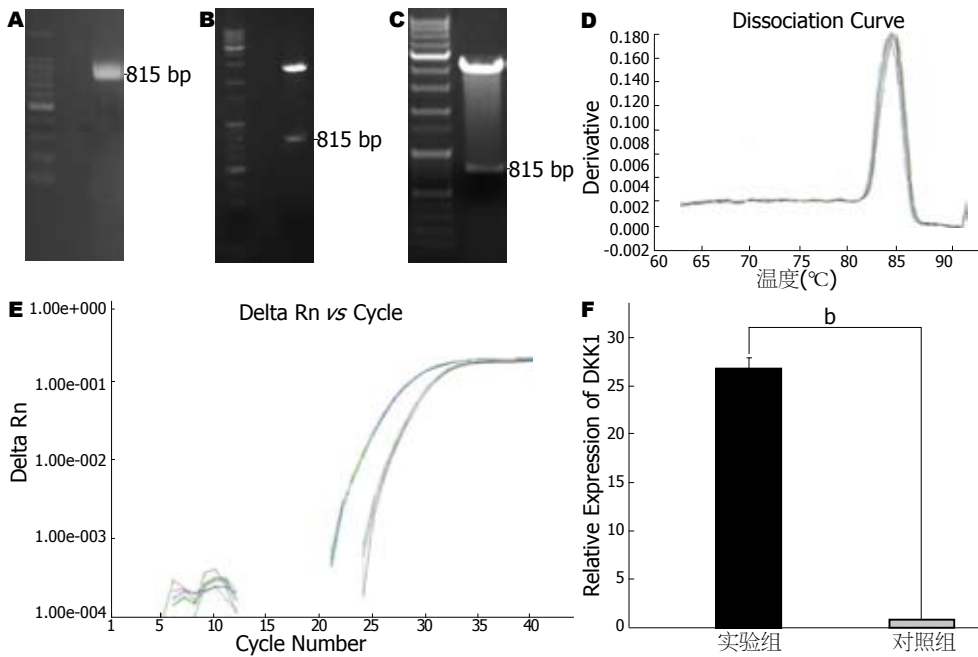 A
815 bp
B
815 bp
C
815 bp
D
Dissociation Curve
Derivative
0.180
0.160
0.140
0.120
0.100
0.008
0.006
0.004
0.002
0.000
-0.002
60 65 70 75 80 85 90
温度(℃)
E
Delta Rn vs Cycle
Delta Rn
1.00e+000
1.00e-001
1.00e-002
1.00e-003
1.00e-004
1 5 10 15 20 25 30 35 40
Cycle Number
F
b
Relative Expression of DKK1
30
25
20
15
10
5
0
实验组 对照组